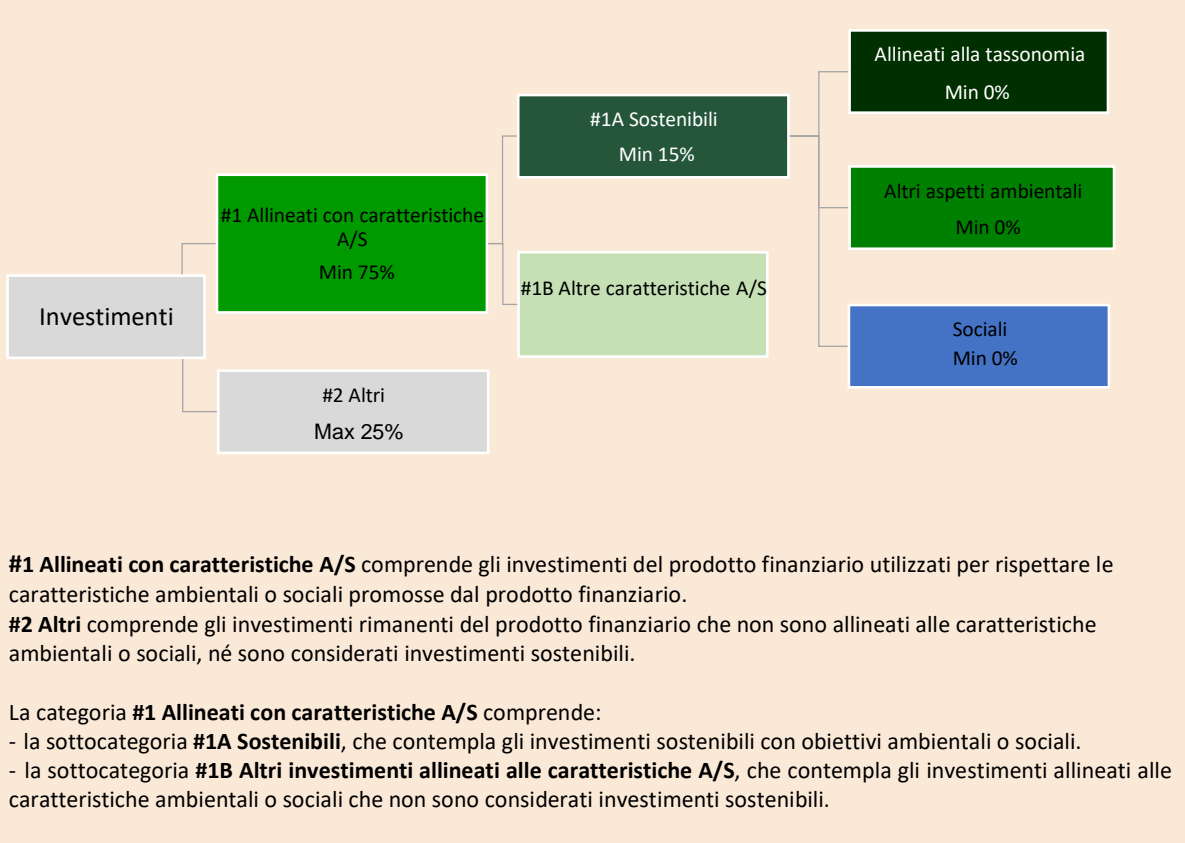 Investimenti
#1 Allineati con caratteristiche
A/S
Min 75%
#2 Altri
Max 25%
#1A Sostenibili
Min 15%
#1B Altre caratteristiche A/S
Allineati alla tassonomia
Min 0%
Altri aspetti ambientali
Min 0%
Sociali
Min 0%
#1 Allineati con caratteristiche A/S comprende gli investimenti del prodotto finanziario utilizzati per rispettare le
caratteristiche ambientali o sociali promosse dal prodotto finanziario.
#2 Altri comprende gli investimenti rimanenti del prodotto finanziario che non sono allineati alle caratteristiche
ambientali o sociali, né sono considerati investimenti sostenibili.
La categoria #1 Allineati con caratteristiche A/S comprende:
- la sottocategoria #1A Sostenibili, che contempla gli investimenti sostenibili con obiettivi ambientali o sociali.
- la sottocategoria #1B Altri investimenti allineati alle caratteristiche A/S, che contempla gli investimenti allineati alle
caratteristiche ambientali o sociali che non sono considerati investimenti sostenibili.